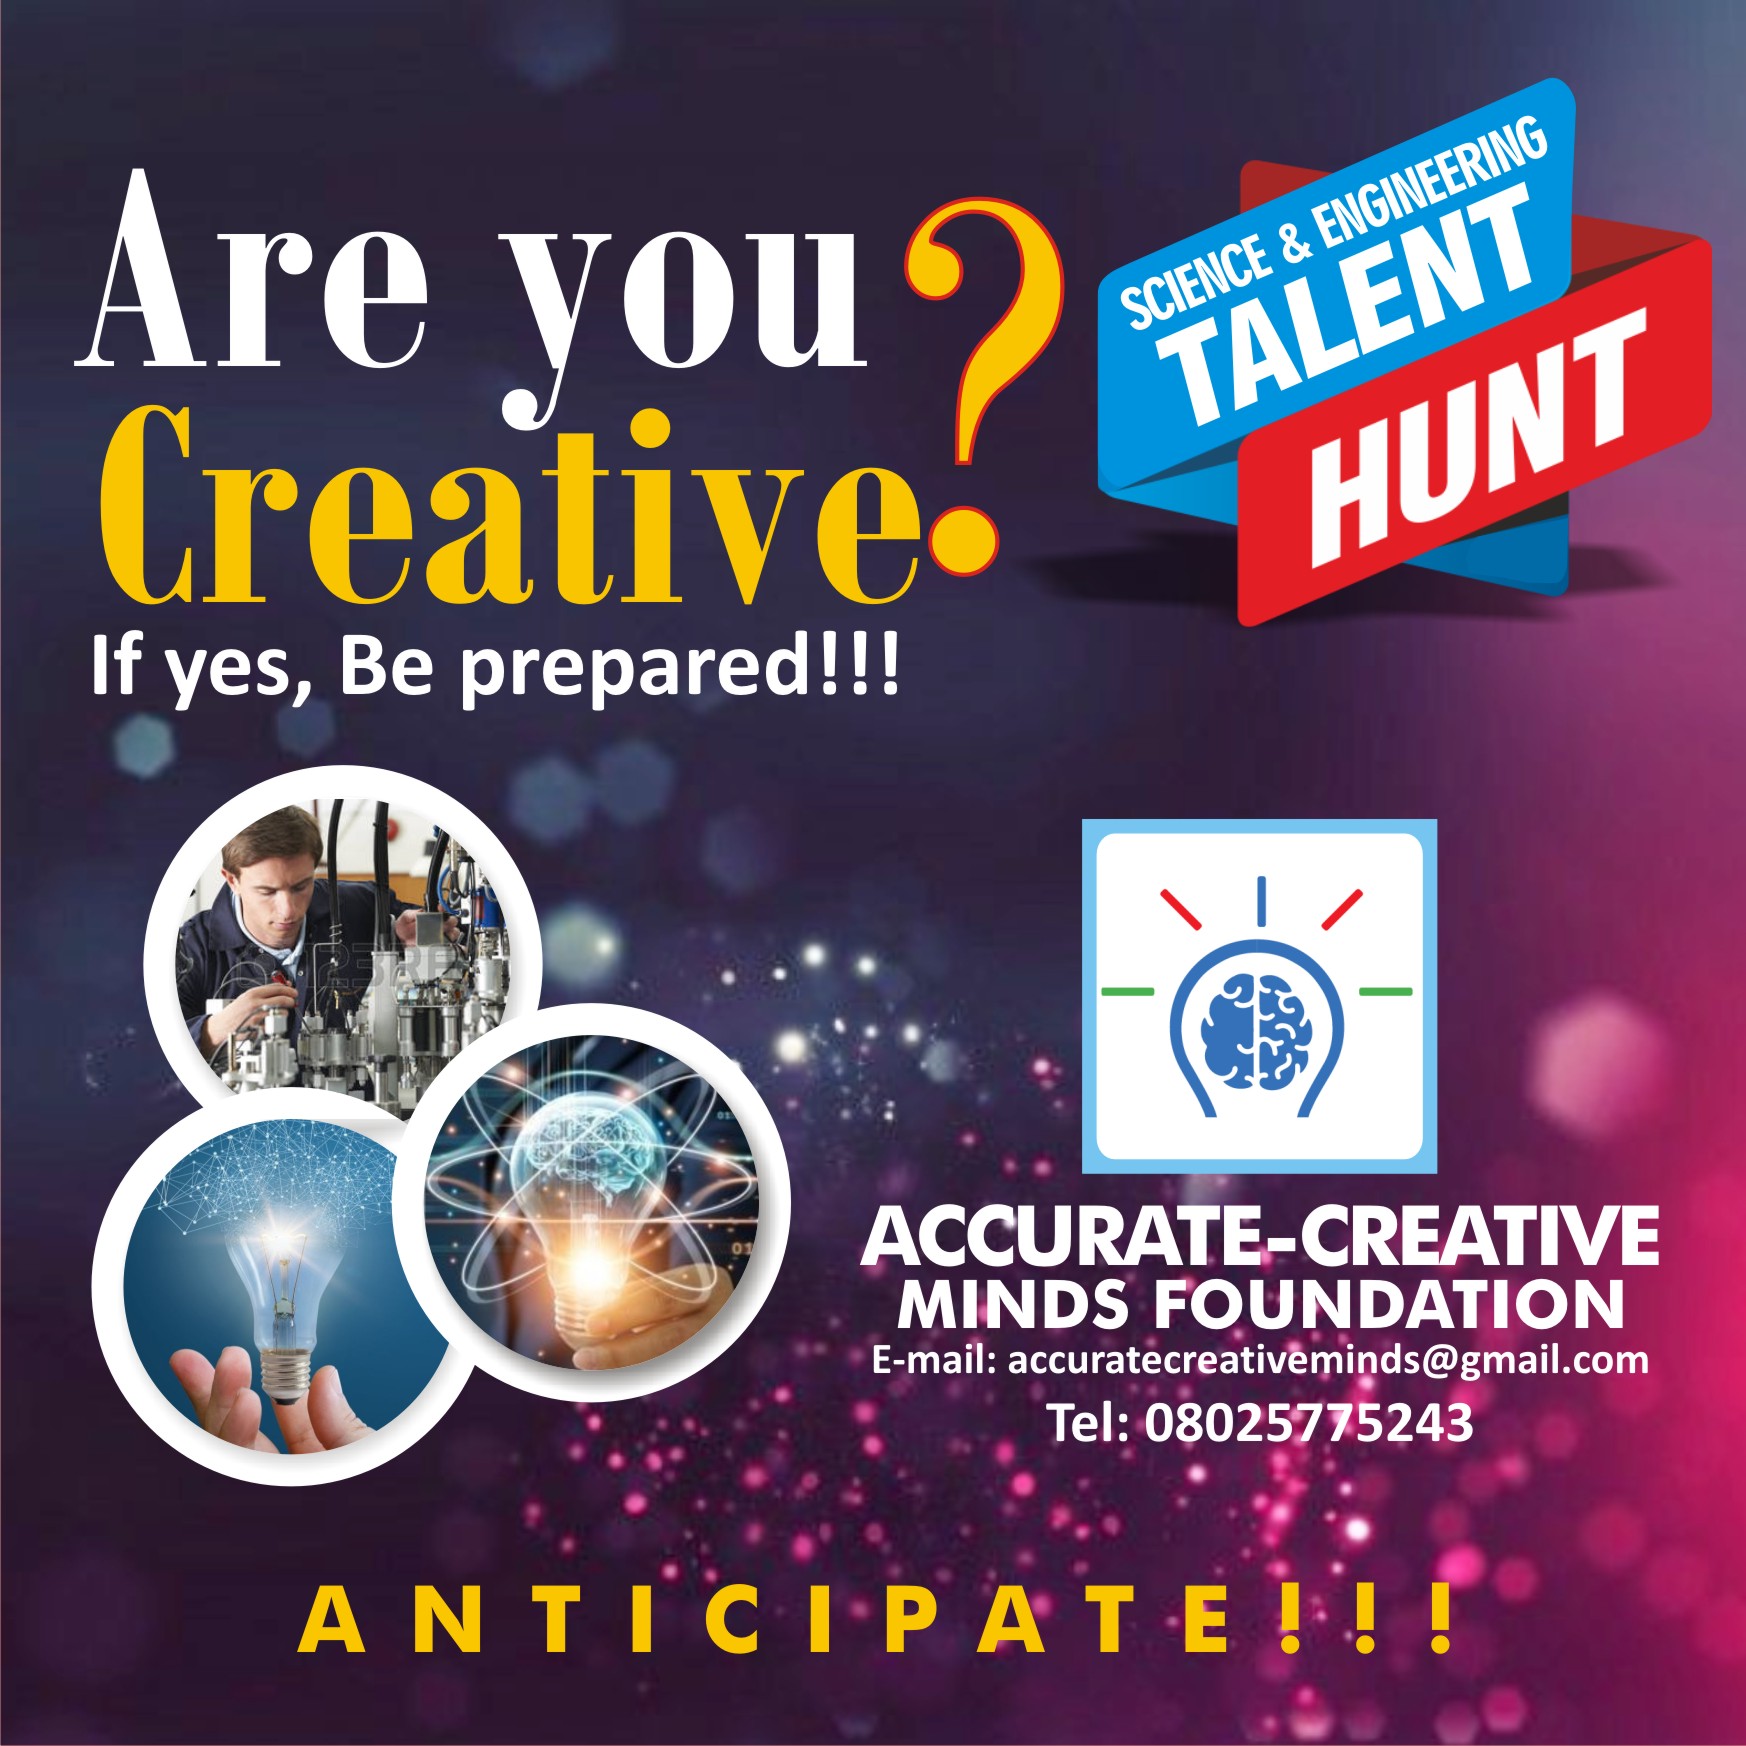 Are you
Creative?
If yes, Be prepared!!!
SCIENCE & ENGINEERING
TALENT
HUNT
ACCURATE-CREATIVE
MINDS FOUNDATION
E-mail: accuratecreativeminds@gmail.com
Tel: 08025775243
ANTICIPATE!!!